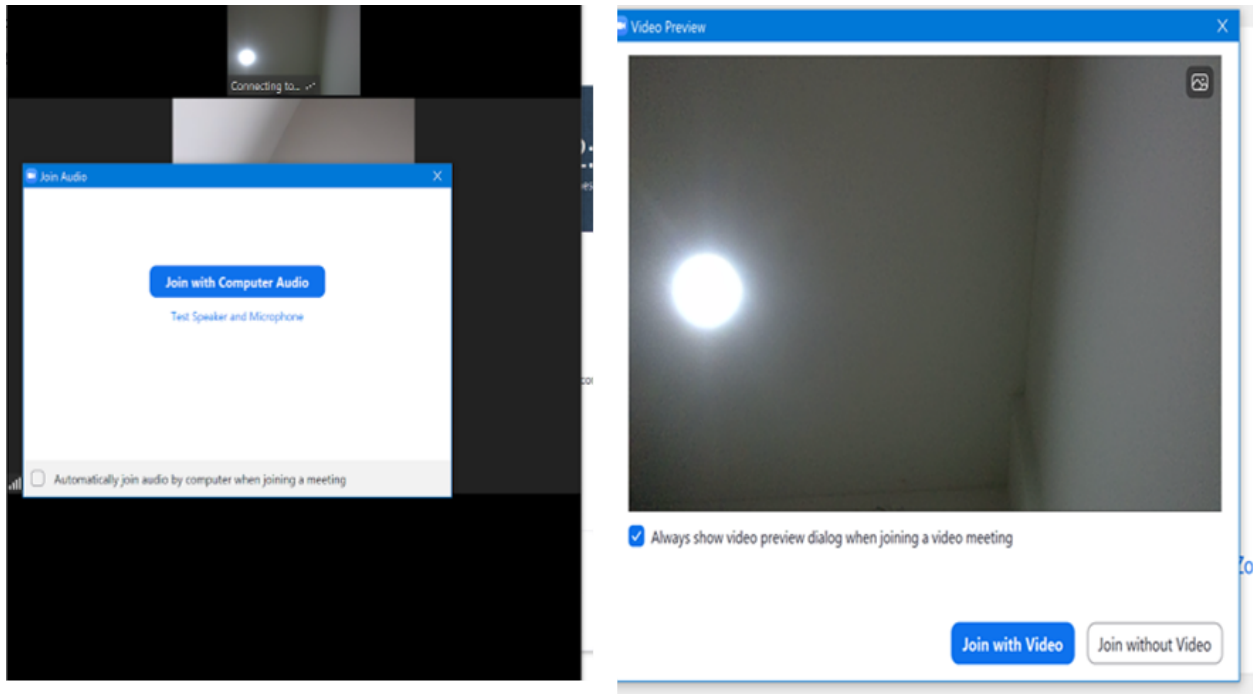 Connecting to...
Join Audio
Join with Computer Audio
Test Speaker and Microphone
Automatically join audio by computer when joining a meeting
Video Preview
Always show video preview dialog when joining a video meeting
Join with Video
Join without Video